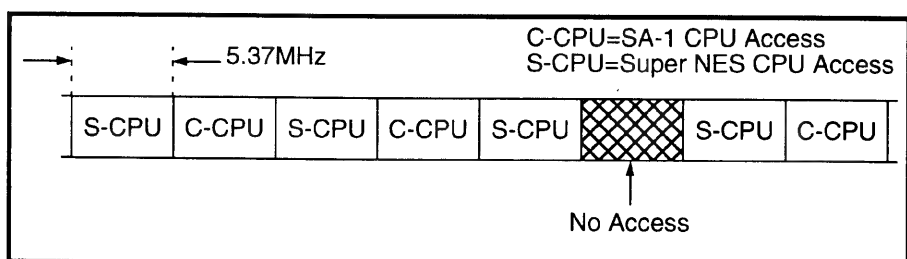 C-CPU=SA-1 CPU Access
5.37MHz
S-CPU=Super NES CPU Access
S-CPU C-CPU S-CPU C-CPU S-CPU S-CPU C-CPU
No Access